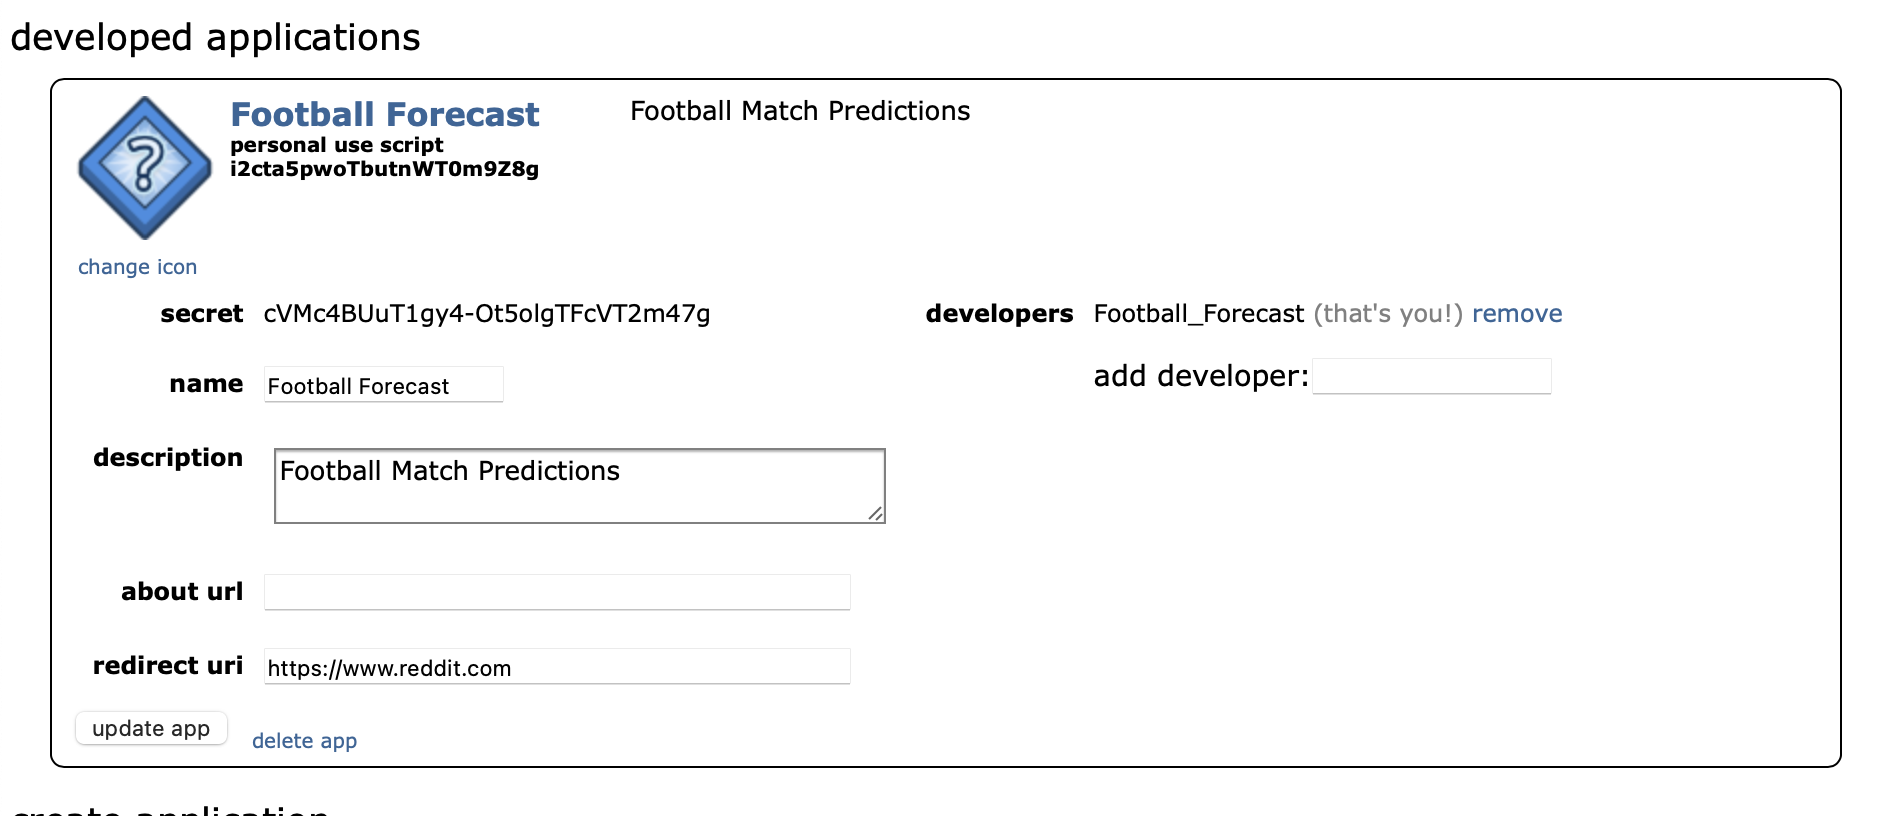 developed applications
Football Forecast
Football Match Predictions
personal use script
i2cta5pwoTbutnWT0m9Z8g
change icon
secret cVMc4BUuT1gy4-Ot5olgTFcVT2m47g
developers Football_Forecast (that's you!) remove
name Football Forecast
add developer:
description Football Match Predictions
about url
redirect uri https://www.reddit.com
update app delete app
create application